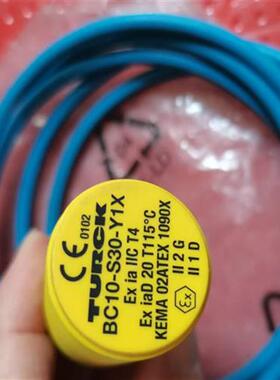 CE 0102
TURCK
BC10-S30-Y1X
Ex ia IIC T4
Ex iaD 20 T115°C
KEMA 02ATEX 1090X
Ex II 2 G
II 1 D